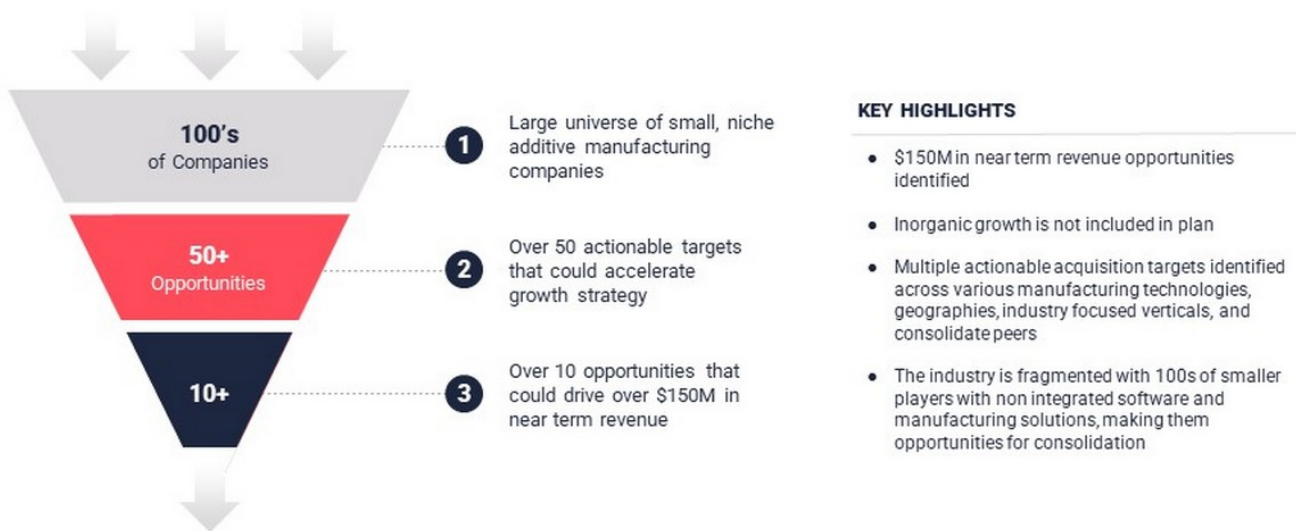 100's
of Companies
1
Large universe of small, niche
additive manufacturing
companies
50+
Opportunities
2
Over 50 actionable targets
that could accelerate
growth strategy
10+
3
Over 10 opportunities that
could drive over $150M in
near term revenue
KEY HIGHLIGHTS
● $150M in near term revenue opportunities
identified
● Inorganic growth is not included in plan
● Multiple actionable acquisition targets identified
across various manufacturing technologies,
geographies, industry focused verticals, and
consolidate peers
● The industry is fragmented with 100s of smaller
players with non integrated software and
manufacturing solutions, making them
opportunities for consolidation